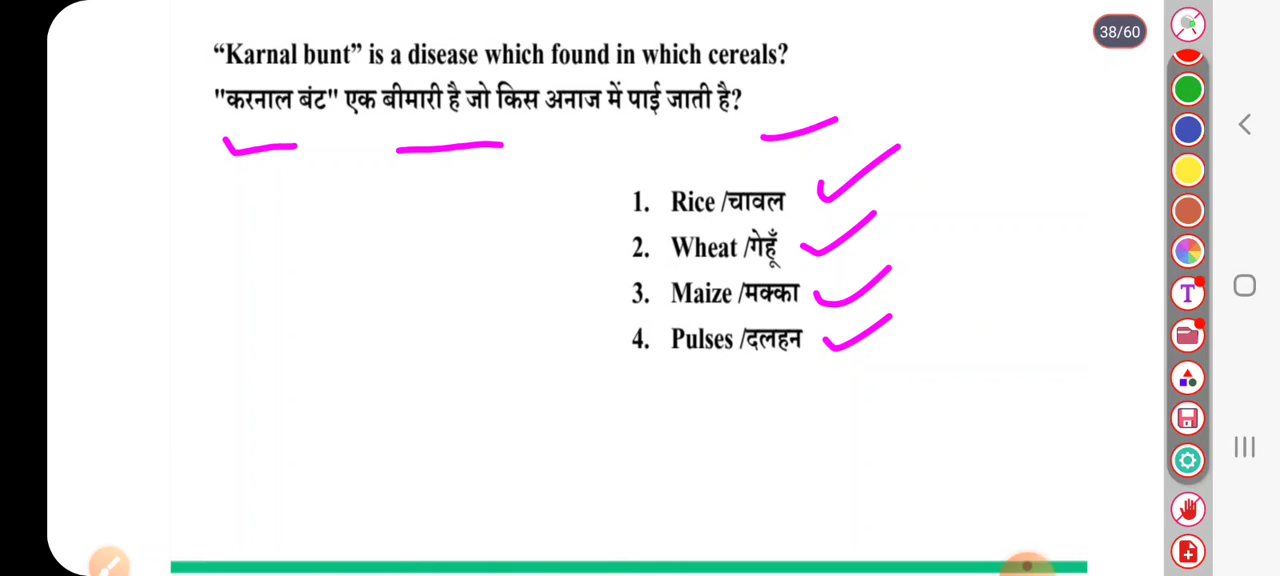 38/60
“Karnal bunt” is a disease which found in which cereals?
"करनाल बंट" एक बीमारी है जो किस अनाज में पाई जाती है?
1. Rice /चावल
2. Wheat /गेहूँ
3. Maize /मक्का
4. Pulses /दलहन
T